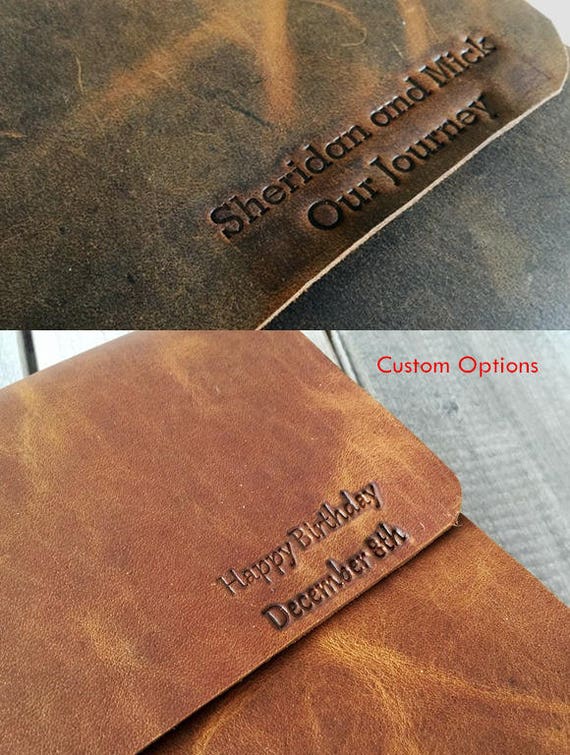 Sheridan and Mick
Our Journey
Custom Options
Happy Birthday
December 8th